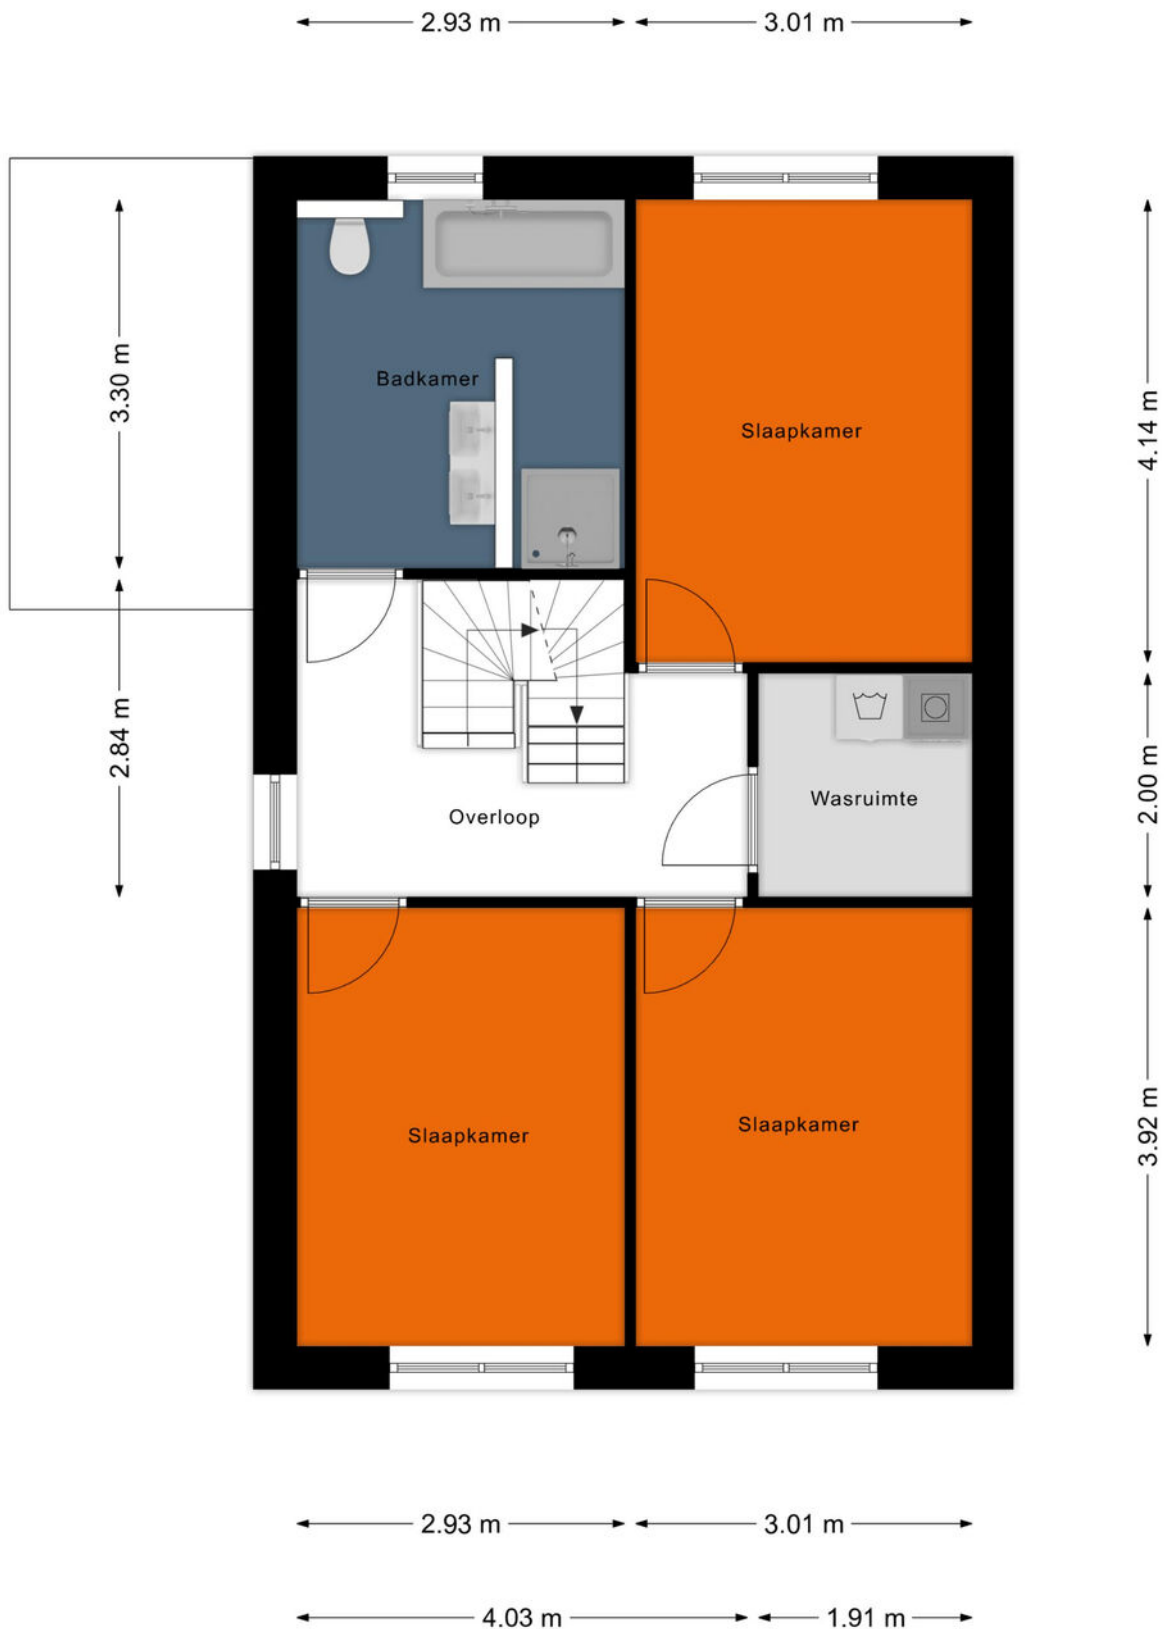 2.93 m
3.01 m
3.30 m
Badkamer
Slaapkamer
4.14 m
2.84 m
Overloop
Wasruimte
2.00 m
Slaapkamer
Slaapkamer
3.92 m
2.93 m
3.01 m
4.03 m
1.91 m